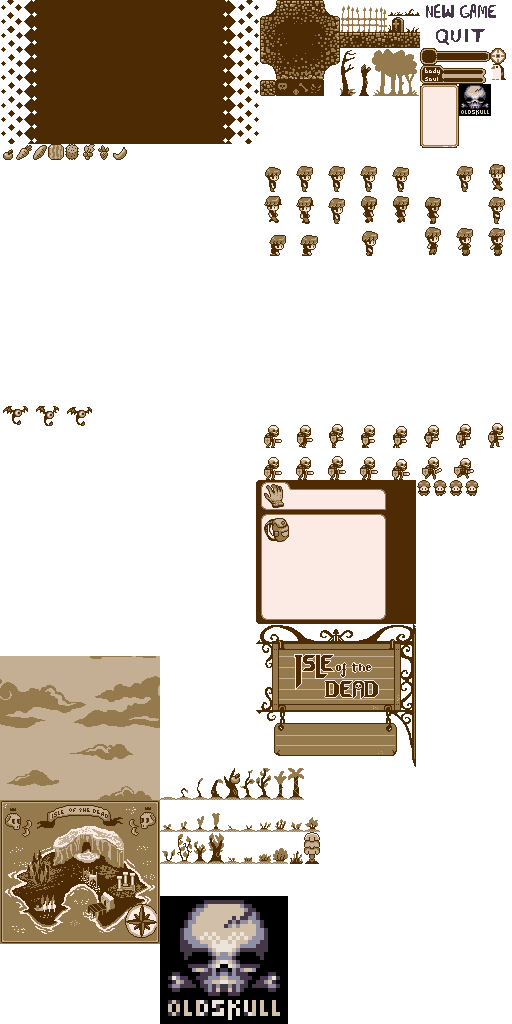 NEW GAME
QUIT
body
soul
OLDSKULL
ISLE of the
DEAD
ISLE OF THE DEAD
OLDSKULL